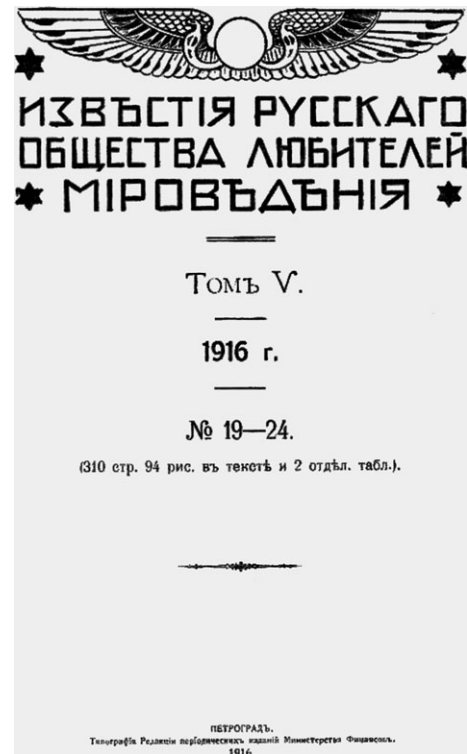 ИЗВѢСТІЯ РУССКАГО
ОБЩЕСТВА ЛЮБИТЕЛЕЙ
МІРОВѢДѢНІЯ
Томъ V.
1916 г.
№ 19—24.
(310 стр. 94 рис. въ текстѣ и 2 отдѣл. табл.).
ПЕТРОГРАДЪ.
Типографія Редакціи періодическихъ изданій Министерства Финансовъ.
1916